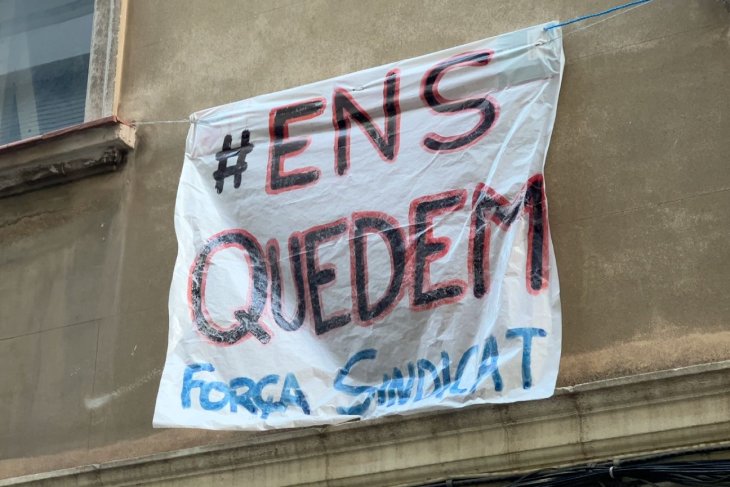 #ENS
QUEDEM
FORÇA SINDICAT